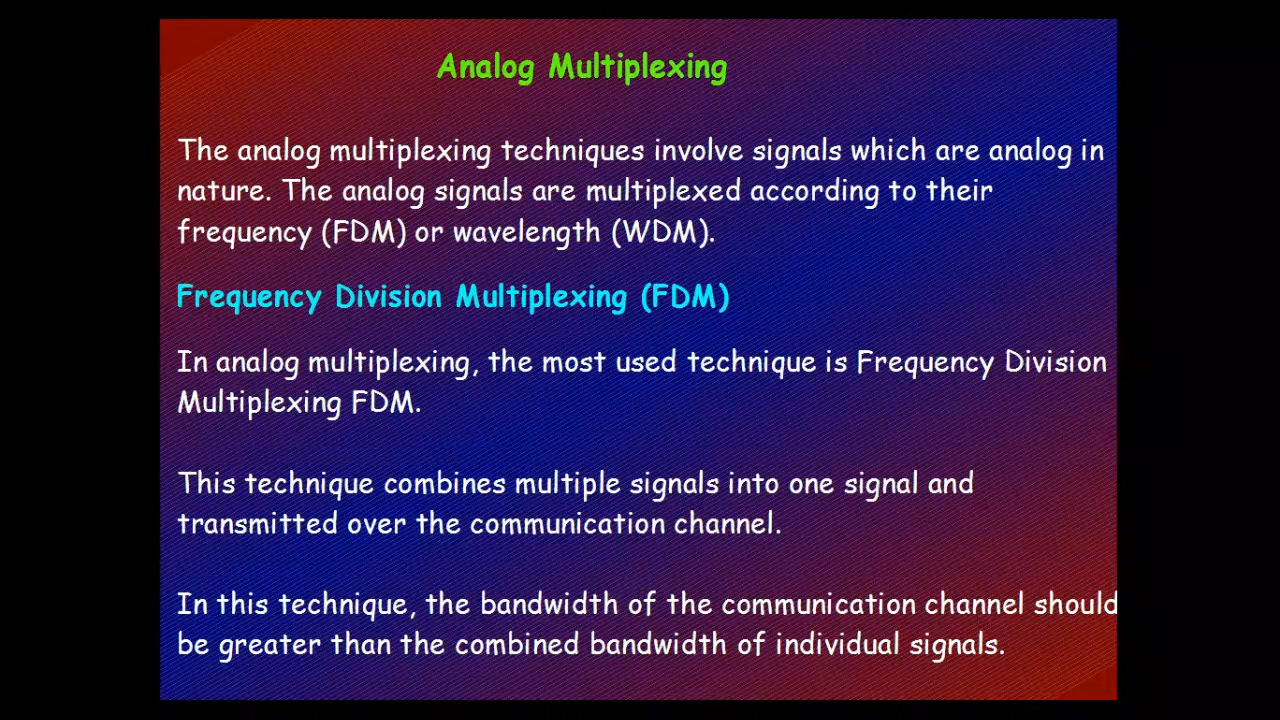 Analog Multiplexing
The analog multiplexing techniques involve signals which are analog in
nature. The analog signals are multiplexed according to their
frequency (FDM) or wavelength (WDM).
Frequency Division Multiplexing (FDM)
In analog multiplexing, the most used technique is Frequency Division
Multiplexing FDM.
This technique combines multiple signals into one signal and
transmitted over the communication channel.
In this technique, the bandwidth of the communication channel should
be greater than the combined bandwidth of individual signals.